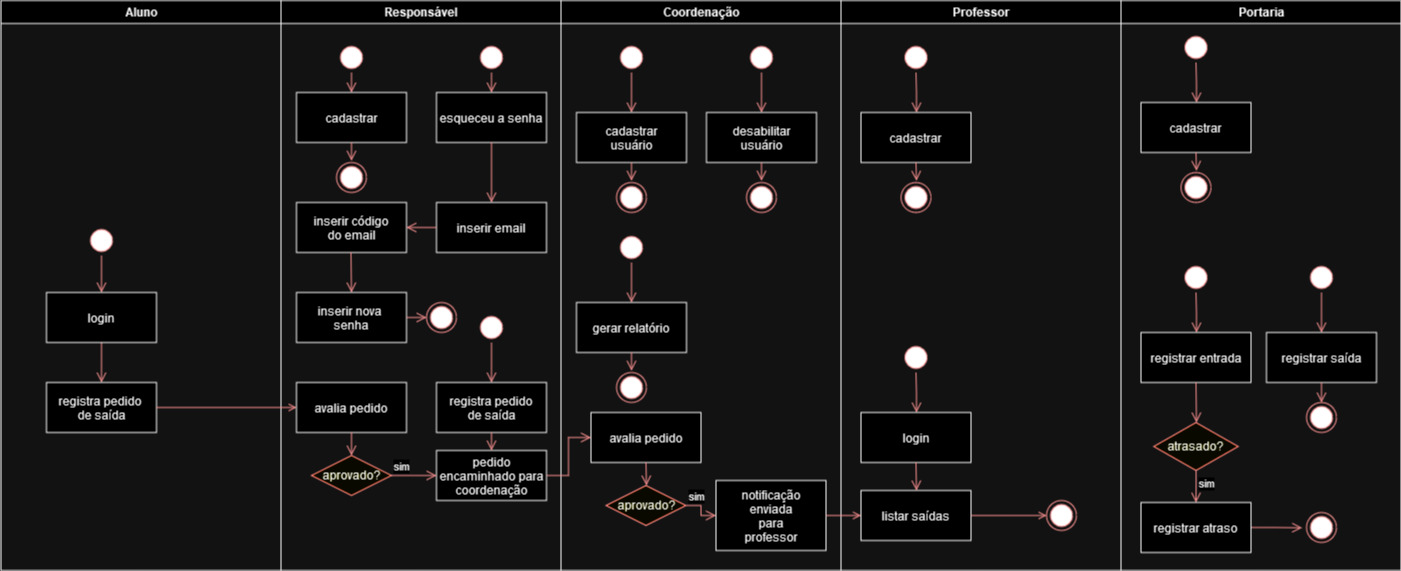 Aluno
Responsável
Coordenação
Professor
Portaria
login
registra pedido
de saída
cadastrar
esqueceu a senha
inserir código
do email
inserir email
inserir nova
senha
avalia pedido
registra pedido
de saída
aprovado?
sim
pedido
encaminhado para
coordenação
cadastrar
usuário
desabilitar
usuário
gerar relatório
avalia pedido
aprovado?
sim
notificação
enviada
para
professor
cadastrar
login
listar saídas
cadastrar
registrar entrada
registrar saída
atrasado?
sim
registrar atraso